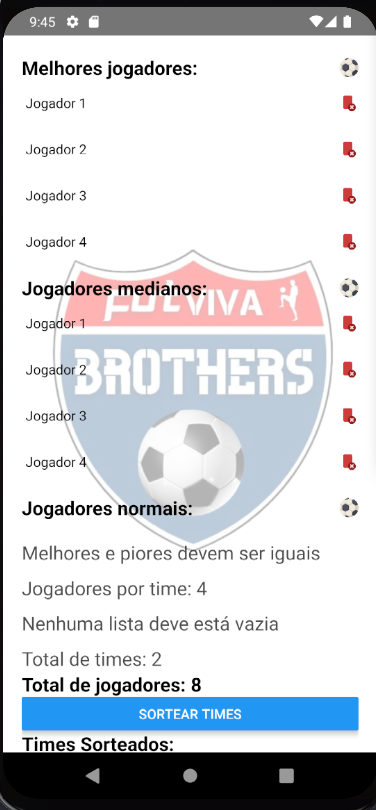 9:45
Melhores jogadores:
Jogador 1
Jogador 2
Jogador 3
Jogador 4
Jogadores medianos:
FUTVIVA
Jogador 1
BROTHERS
Jogador 2
Jogador 3
Jogador 4
Jogadores normais:
Melhores e piores devem ser iguais
Jogadores por time: 4
Nenhuma lista deve está vazia
Total de times: 2
Total de jogadores: 8
SORTEAR TIMES
Times Sorteados: